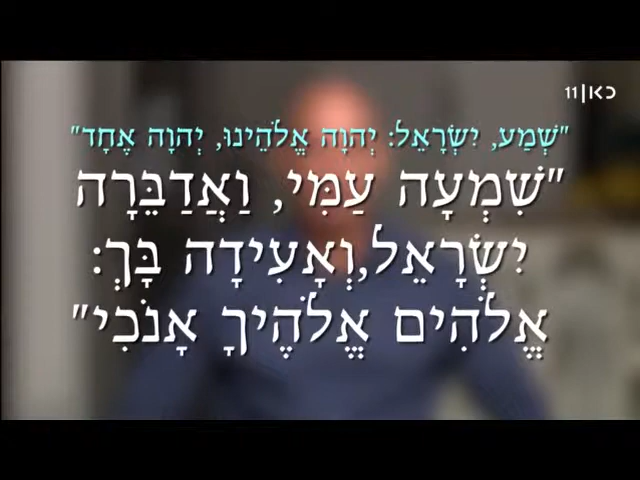 כאן 11
"שְׁמַע, יִשְׂרָאֵל: יְהוָה אֱלֹהֵינוּ, יְהוָה אֶחָד"
"שִׁמְעָה עַמִּי, וַאֲדַבֵּרָה
יִשְׂרָאֵל,וְאָעִידָה בָּךְ:
אֱלֹהִים אֱלֹהֶיךָ אָנֹכִי"